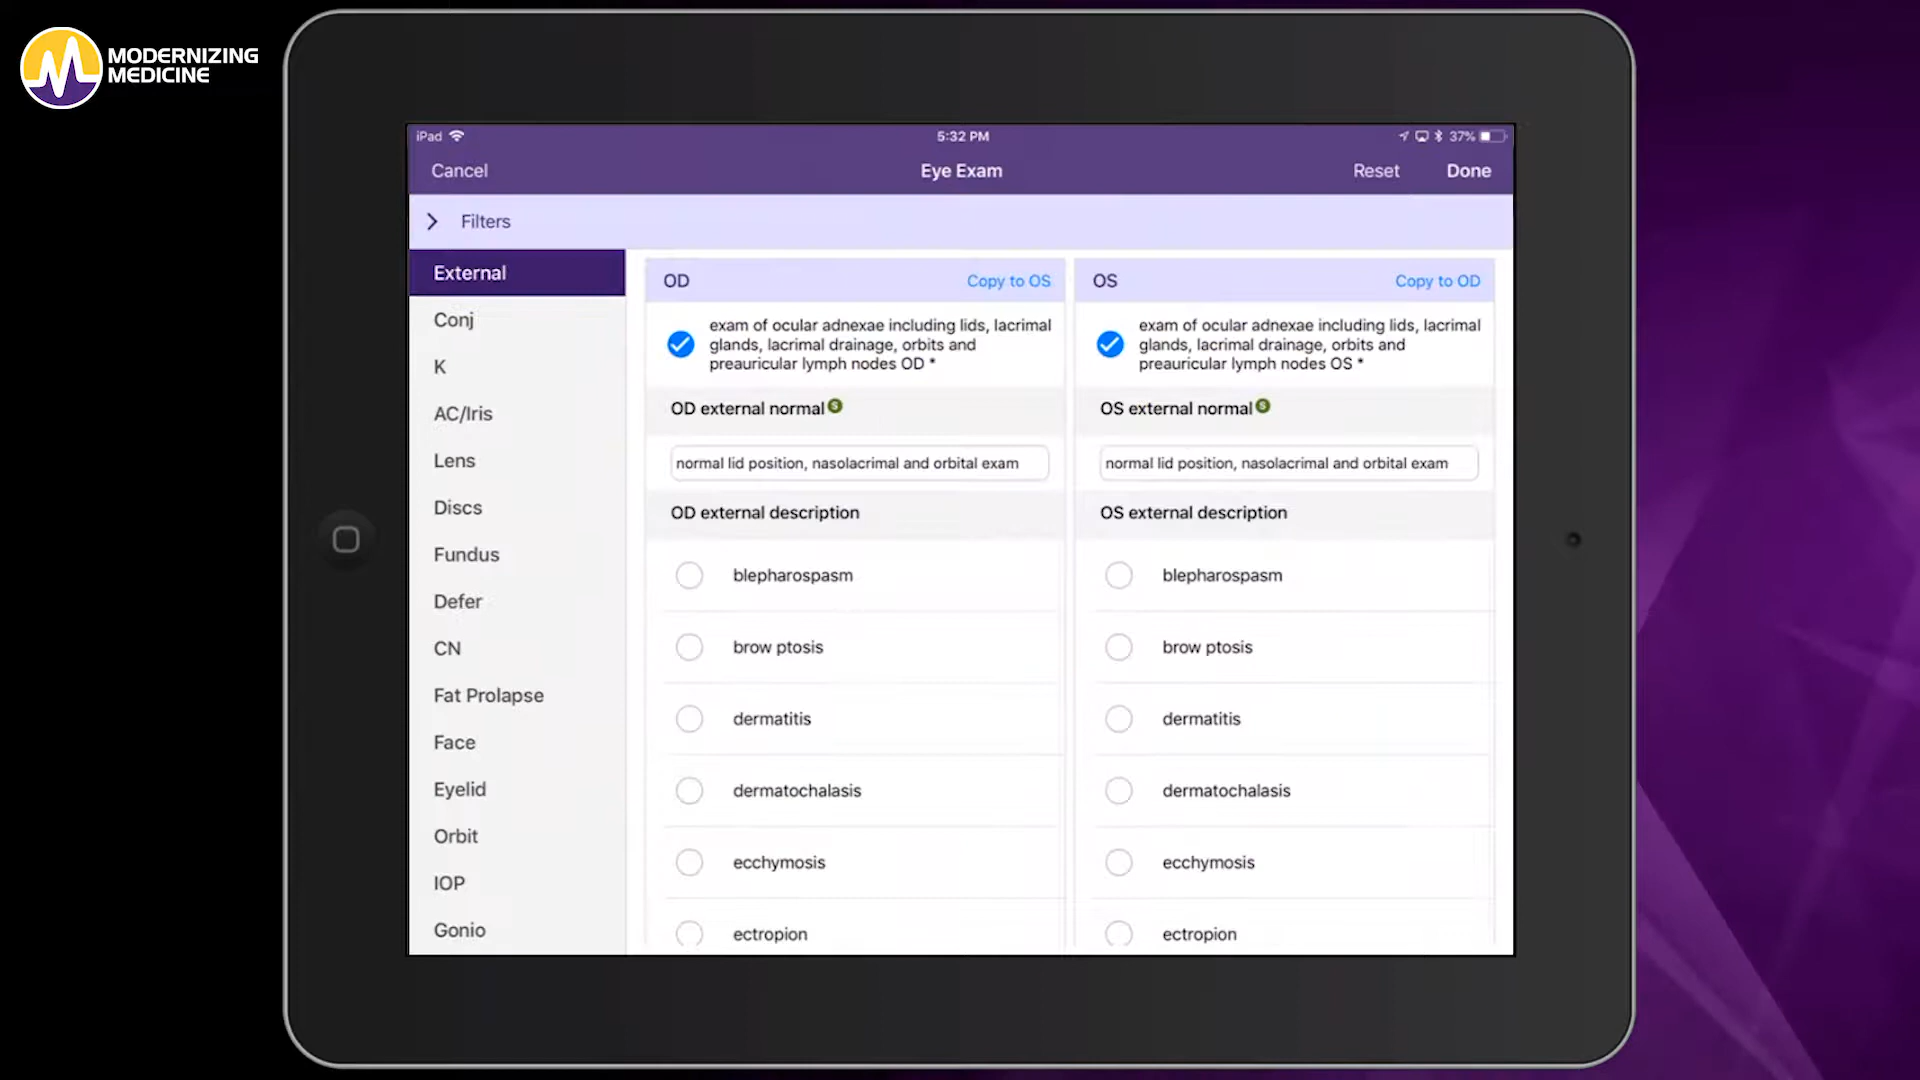 MODERNIZING
MEDICINE
iPad
5:32 PM
37%
Cancel
Eye Exam
Reset
Done
Filters
External
Conj
K
AC/Iris
Lens
Discs
Fundus
Defer
CN
Fat Prolapse
Face
Eyelid
Orbit
IOP
Gonio
OD
Copy to OS
exam of ocular adnexae including lids, lacrimal
glands, lacrimal drainage, orbits and
preauricular lymph nodes OD *
OD external normal S
normal lid position, nasolacrimal and orbital exam
OD external description
blepharospasm
brow ptosis
dermatitis
dermatochalasis
ecchymosis
ectropion
OS
Copy to OD
exam of ocular adnexae including lids, lacrimal
glands, lacrimal drainage, orbits and
preauricular lymph nodes OS *
OS external normal S
normal lid position, nasolacrimal and orbital exam
OS external description
blepharospasm
brow ptosis
dermatitis
dermatochalasis
ecchymosis
ectropion